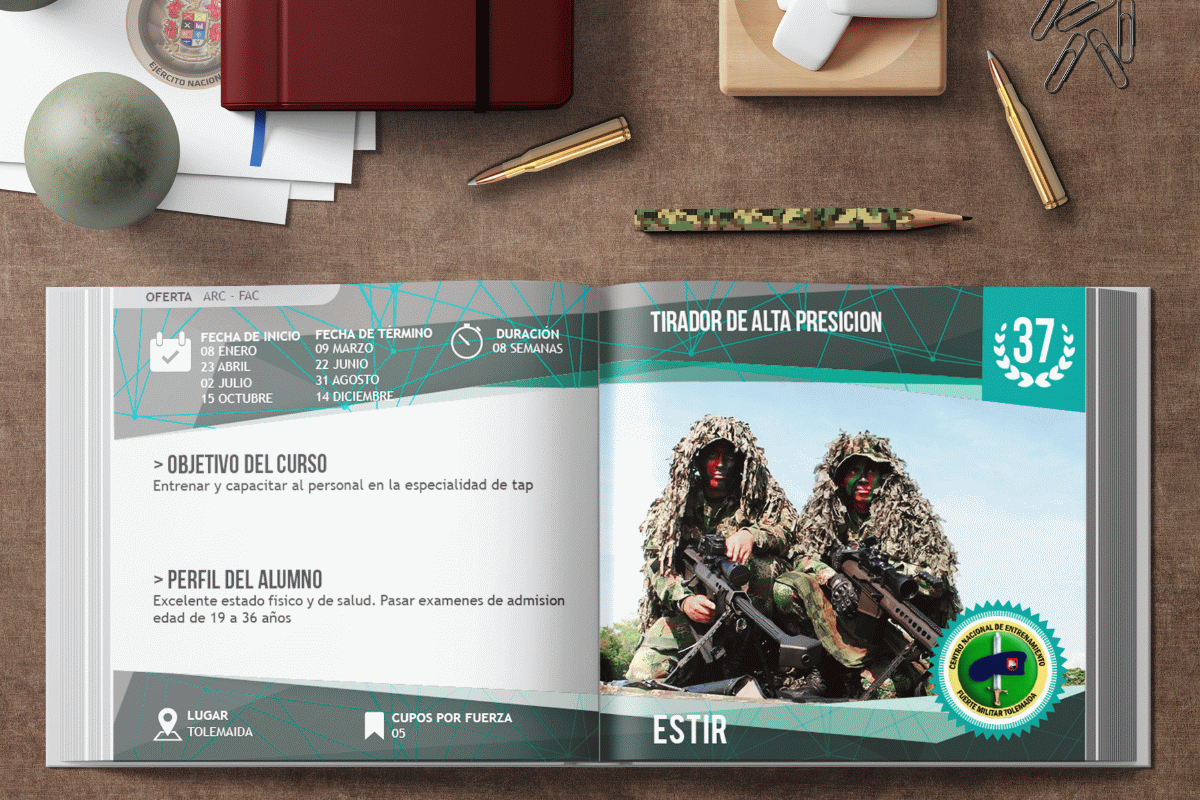 EJÉRCITO NACION
OFERTA ARC - FAC
FECHA DE INICIO
08 ENERO
23 ABRIL
02 JULIO
15 OCTUBRE
FECHA DE TÉRMINO
09 MARZO
22 JUNIO
31 AGOSTO
14 DICIEMBRE
DURACIÓN
08 SEMANAS
> OBJETIVO DEL CURSO
Entrenar y capacitar al personal en la especialidad de tap
> PERFIL DEL ALUMNO
Excelente estado fisico y de salud. Pasar examenes de admision
edad de 19 a 36 años
LUGAR
TOLEMAIDA
CUPOS POR FUERZA
05
TIRADOR DE ALTA PRESICION
37
CENTRO NACIONAL DE ENTRENAMIENTO
FUERTE MILITAR TOLEMAIDA
ESTIR